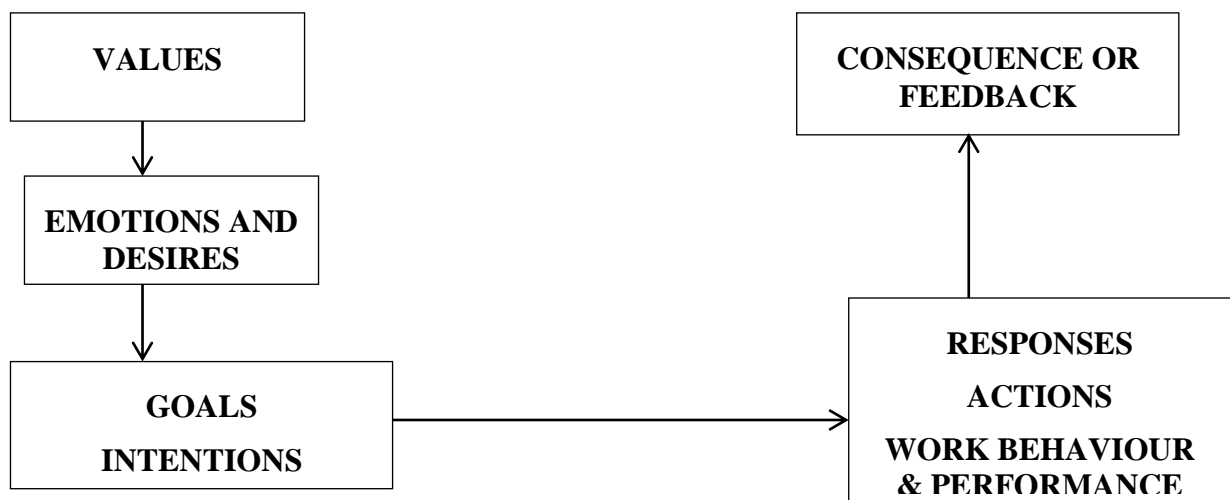 VALUES
EMOTIONS AND
DESIRES
GOALS
INTENTIONS
CONSEQUENCE OR
FEEDBACK
RESPONSES
ACTIONS
WORK BEHAVIOUR
& PERFORMANCE